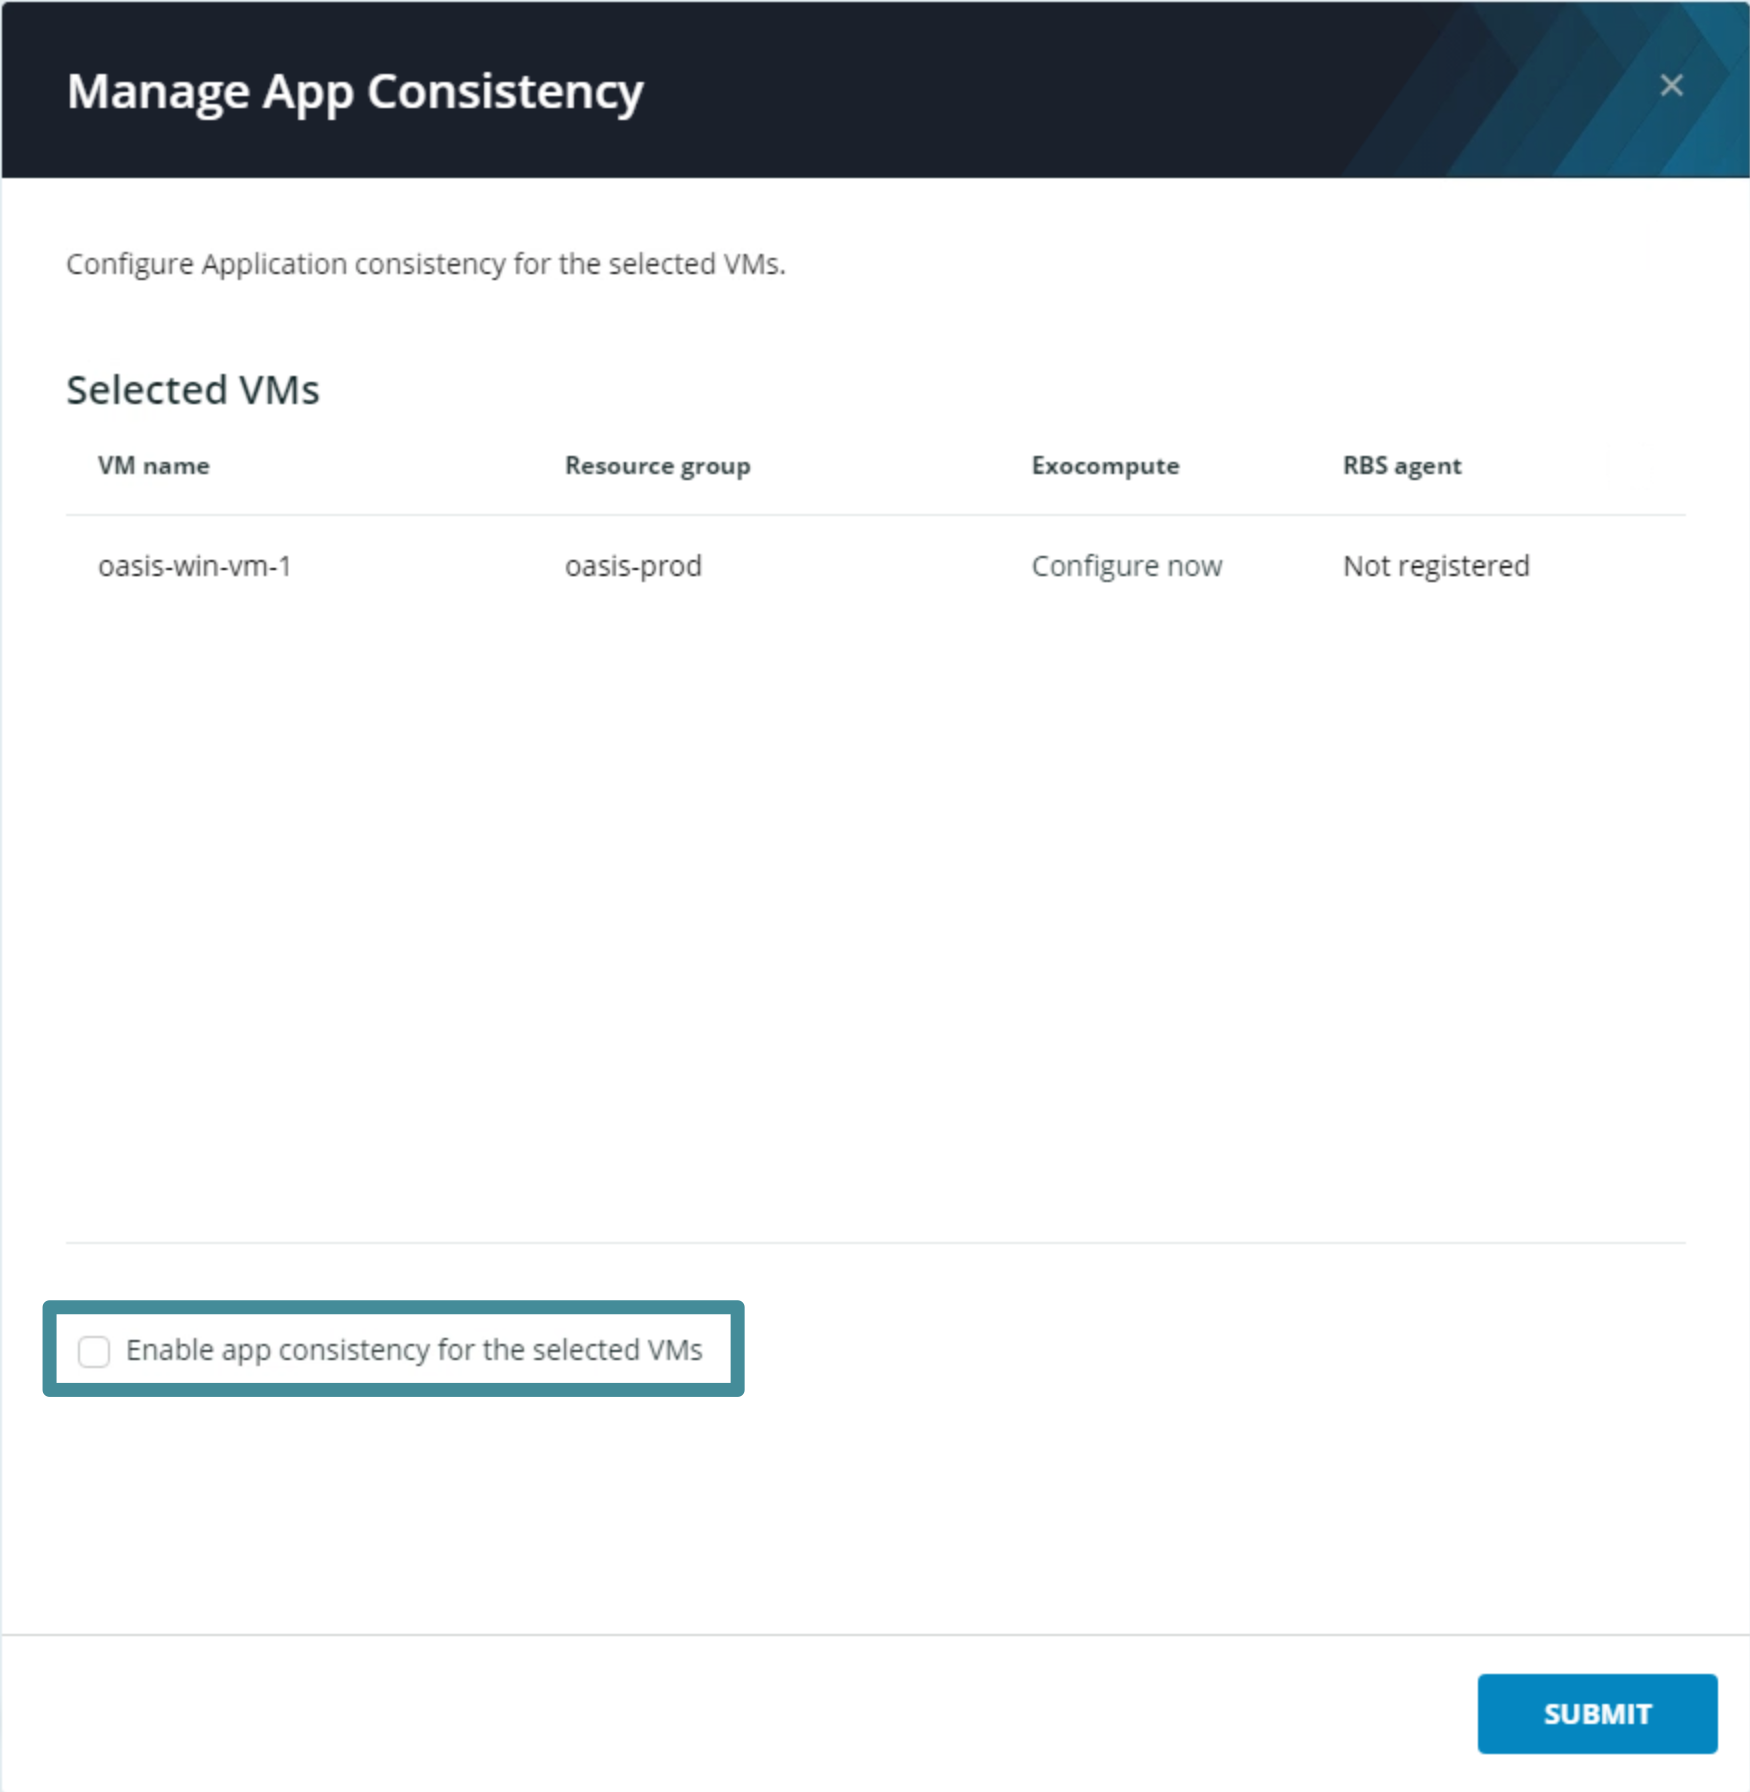 Manage App Consistency
Configure Application consistency for the selected VMs.
Selected VMs
VM name Resource group Exocompute RBS agent
oasis-win-vm-1 oasis-prod Configure now Not registered
Enable app consistency for the selected VMs
SUBMIT